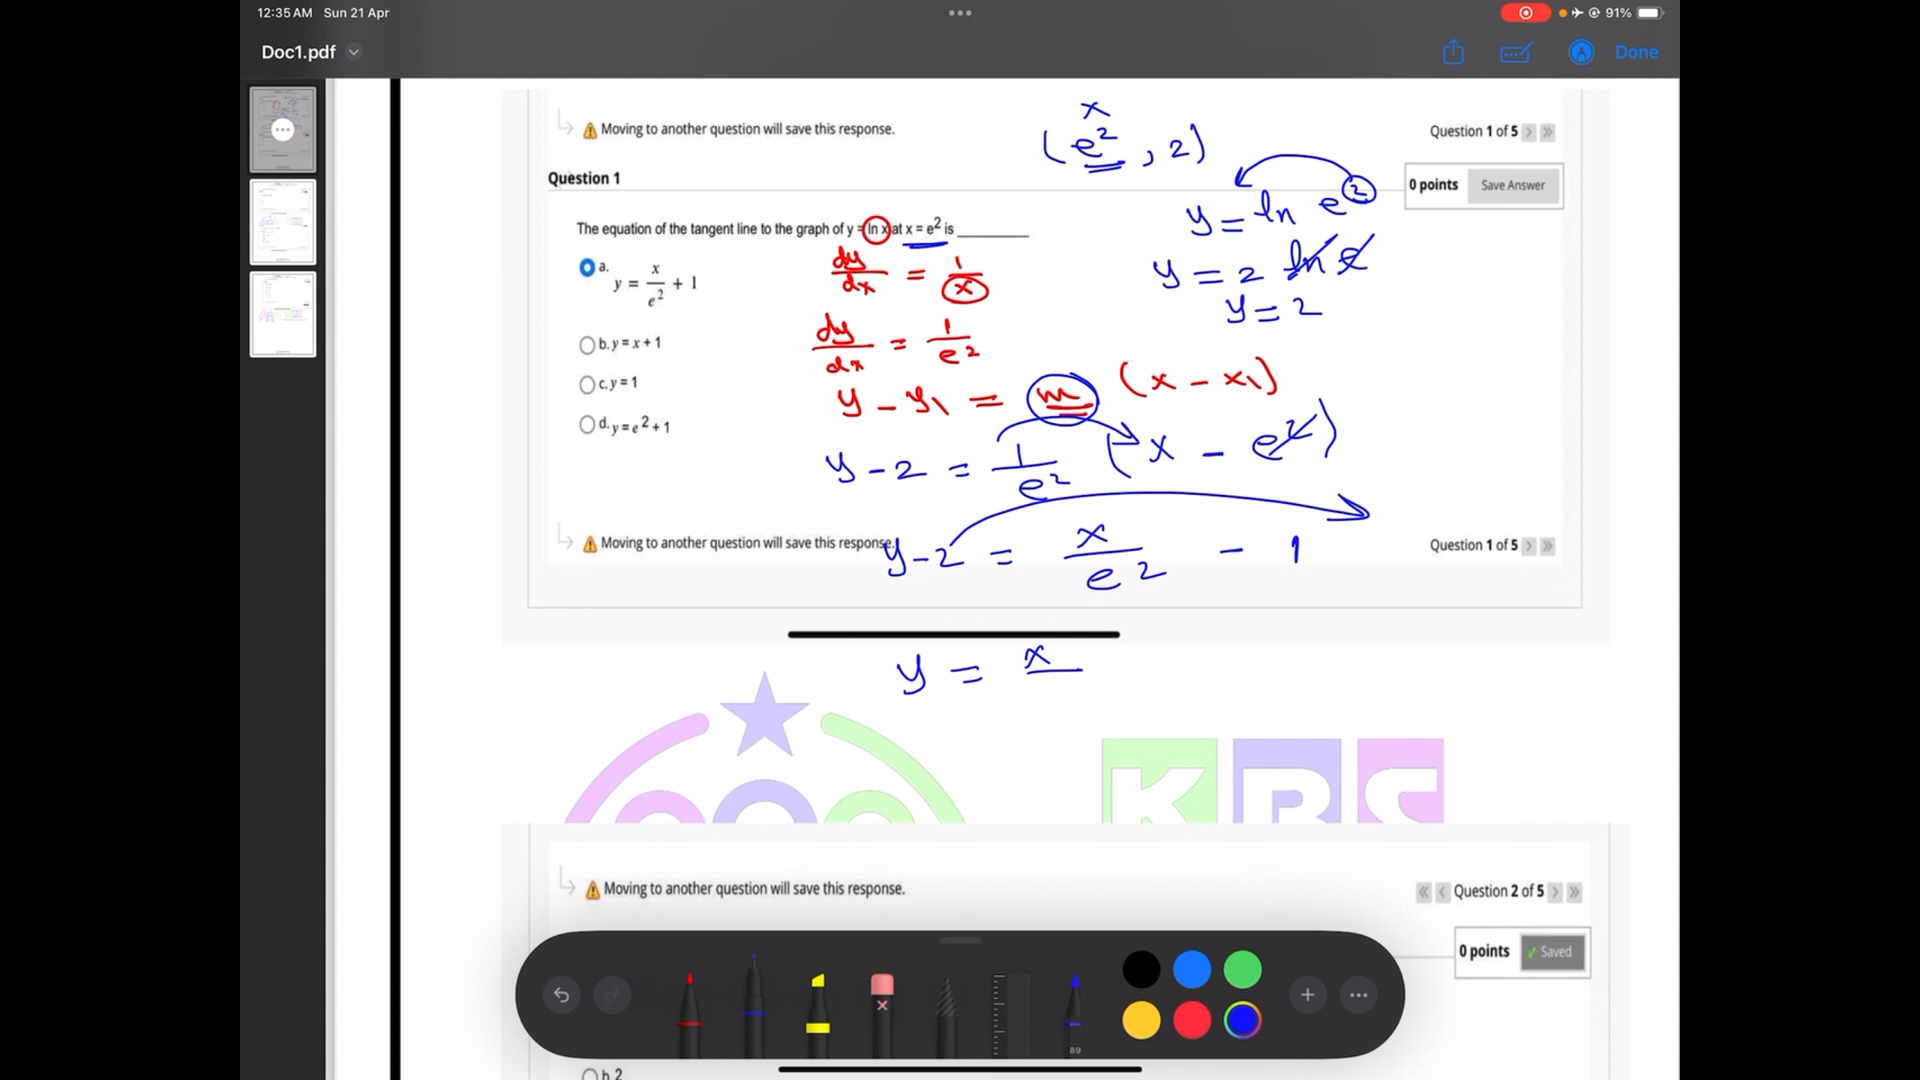 12:35 AM Sun 21 Apr
91%
Doc1.pdf
Done
Moving to another question will save this response.
Question 1 of 5
x
(e², 2)
Question 1
0 points
Save Answer
y = ln e²
The equation of the tangent line to the graph of y = ln x at x = e² is ________
a. y = x/e² + 1
dy/dx = 1/x
y = 2 ln e
y = 2
b. y = x + 1
dy/dx = 1/e²
c. y = 1
y - y₁ = m (x - x₁)
d. y = e² + 1
y - 2 = 1/e² (x - e²)
Moving to another question will save this response.
y - 2 = x/e² - 1
Question 1 of 5
y = x
KBS
Moving to another question will save this response.
Question 2 of 5
0 points
Saved
89
b. 2